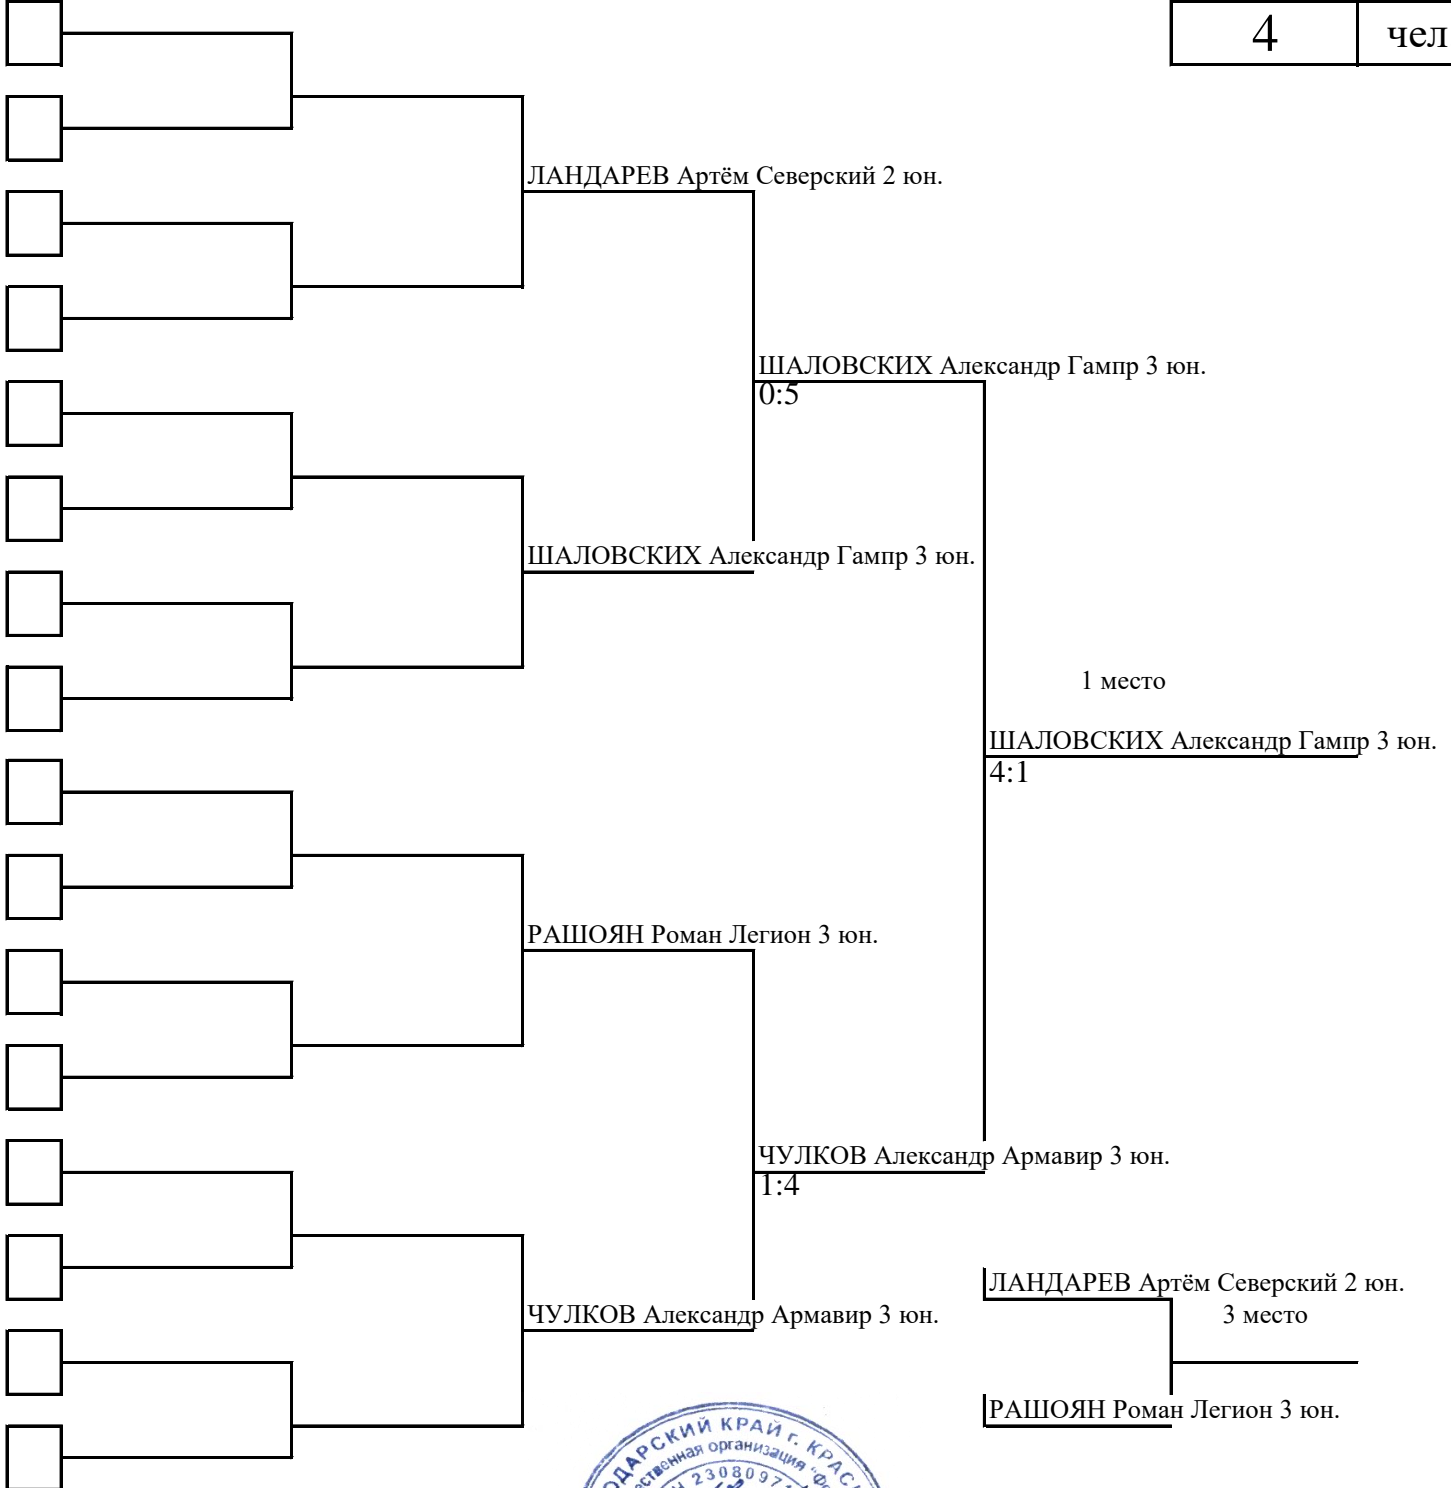 4 чел
ЛАНДАРЕВ Артём Северский 2 юн.
ШАЛОВСКИХ Александр Гампр 3 юн.
0:5
ШАЛОВСКИХ Александр Гампр 3 юн.
1 место
ШАЛОВСКИХ Александр Гампр 3 юн.
4:1
РАШОЯН Роман Легион 3 юн.
ЧУЛКОВ Александр Армавир 3 юн.
1:4
ЛАНДАРЕВ Артём Северский 2 юн.
ЧУЛКОВ Александр Армавир 3 юн.
3 место
РАШОЯН Роман Легион 3 юн.
КРАЙ г.
организация